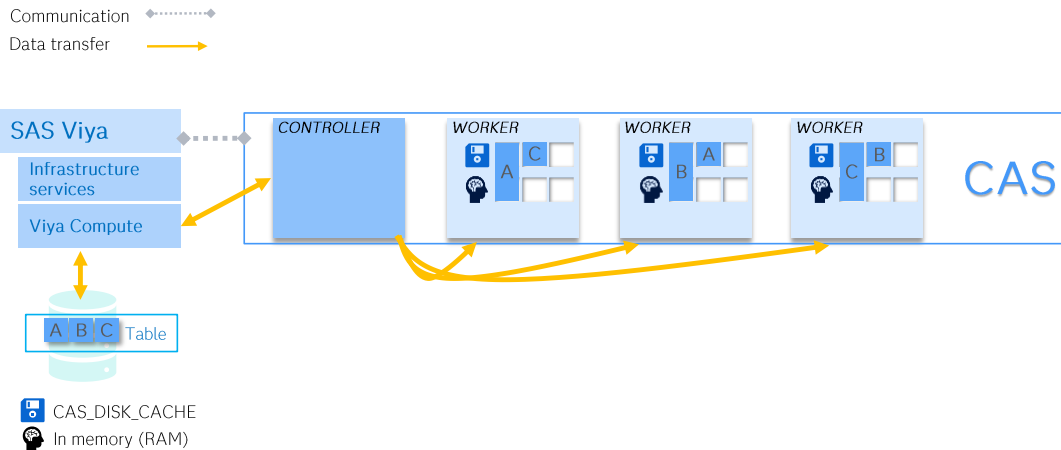 Communication
Data transfer
SAS Viya
Infrastructure
services
Viya Compute
CONTROLLER
WORKER
A
C
WORKER
B
A
WORKER
C
B
CAS
A B C Table
CAS_DISK_CACHE
In memory (RAM)